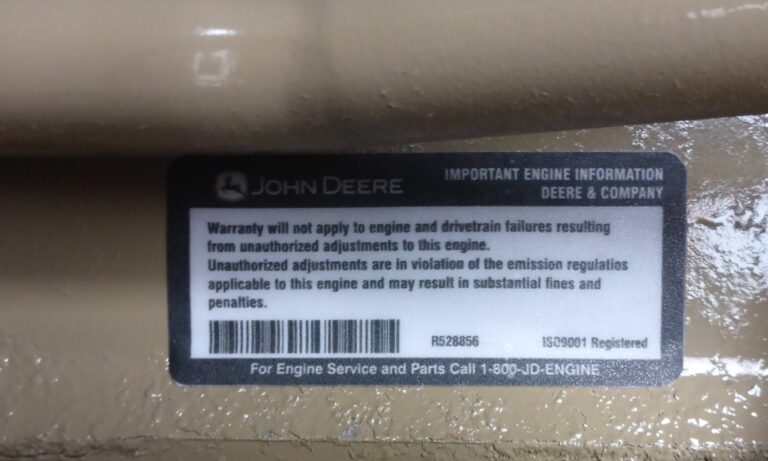 JOHN DEERE
IMPORTANT ENGINE INFORMATION
DEERE & COMPANY
Warranty will not apply to engine and drivetrain failures resulting
from unauthorized adjustments to this engine.
Unauthorized adjustments are in violation of the emission regulatios
applicable to this engine and may result in substantial fines and
penalties.
R528856
ISO9001 Registered
For Engine Service and Parts Call 1-800-JD-ENGINE